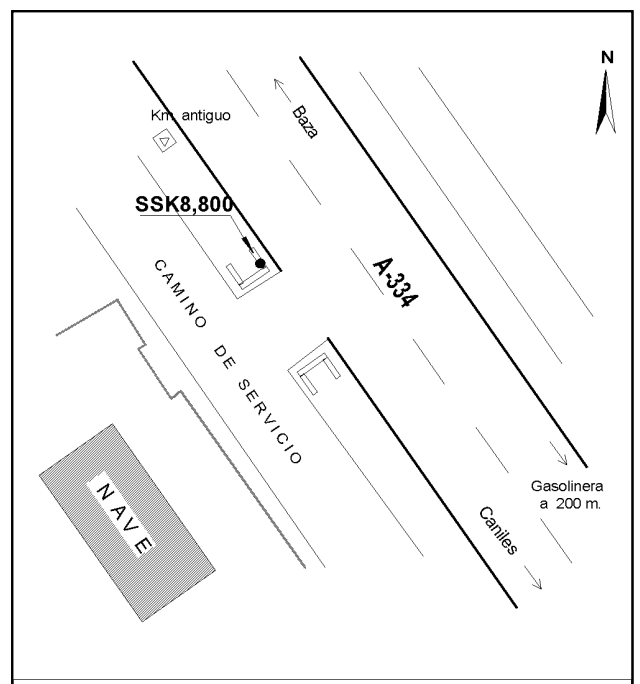 N
Km. antiguo
Baza
SSK8,800
A-334
CAMINO DE SERVICIO
Gasolinera
a 200 m.
NAVE
Caniles